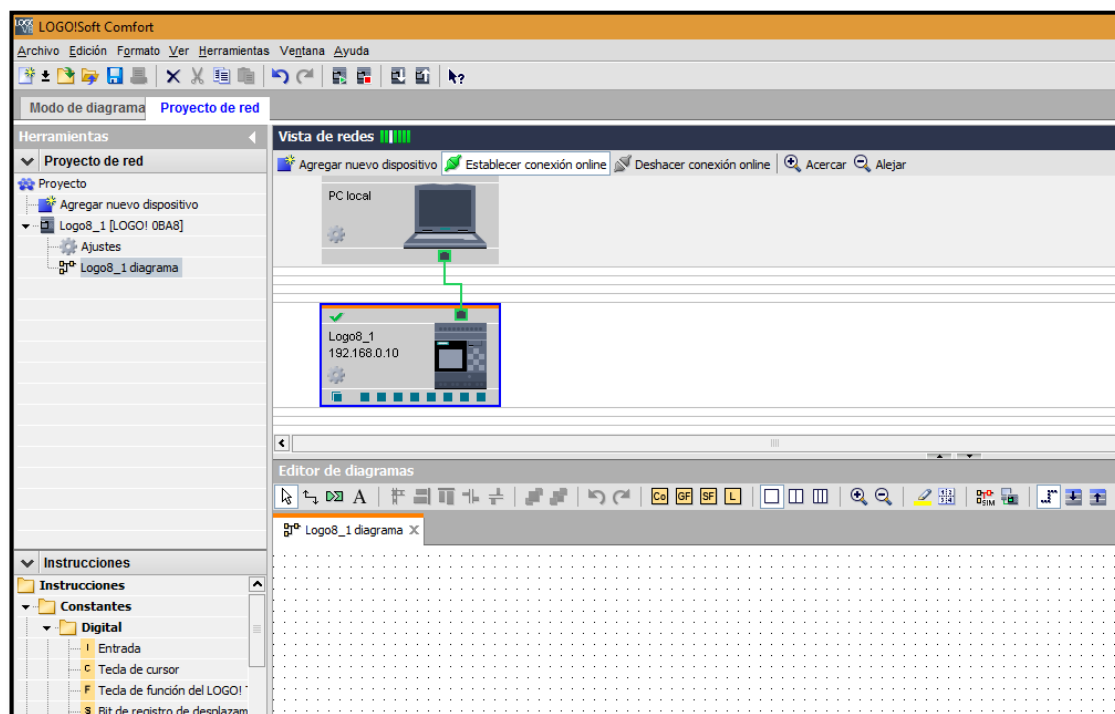 LOGO!Soft Comfort
Archivo Edición Formato Ver Herramientas Ventana Ayuda
Modo de diagrama Proyecto de red
Herramientas
Proyecto de red
Proyecto
Agregar nuevo dispositivo
Logo8_1 [LOGO! 0BA8]
Ajustes
Logo8_1 diagrama
Vista de redes
Agregar nuevo dispositivo Establecer conexión online Deshacer conexión online Acercar Alejar
PC local
Logo8_1
192.168.0.10
Editor de diagramas
A Co GF SF L SIM
Logo8_1 diagrama
Instrucciones
Instrucciones
Constantes
Digital
I Entrada
C Tecla de cursor
F Tecla de función del LOGO!
S Bit de registro de desplazam